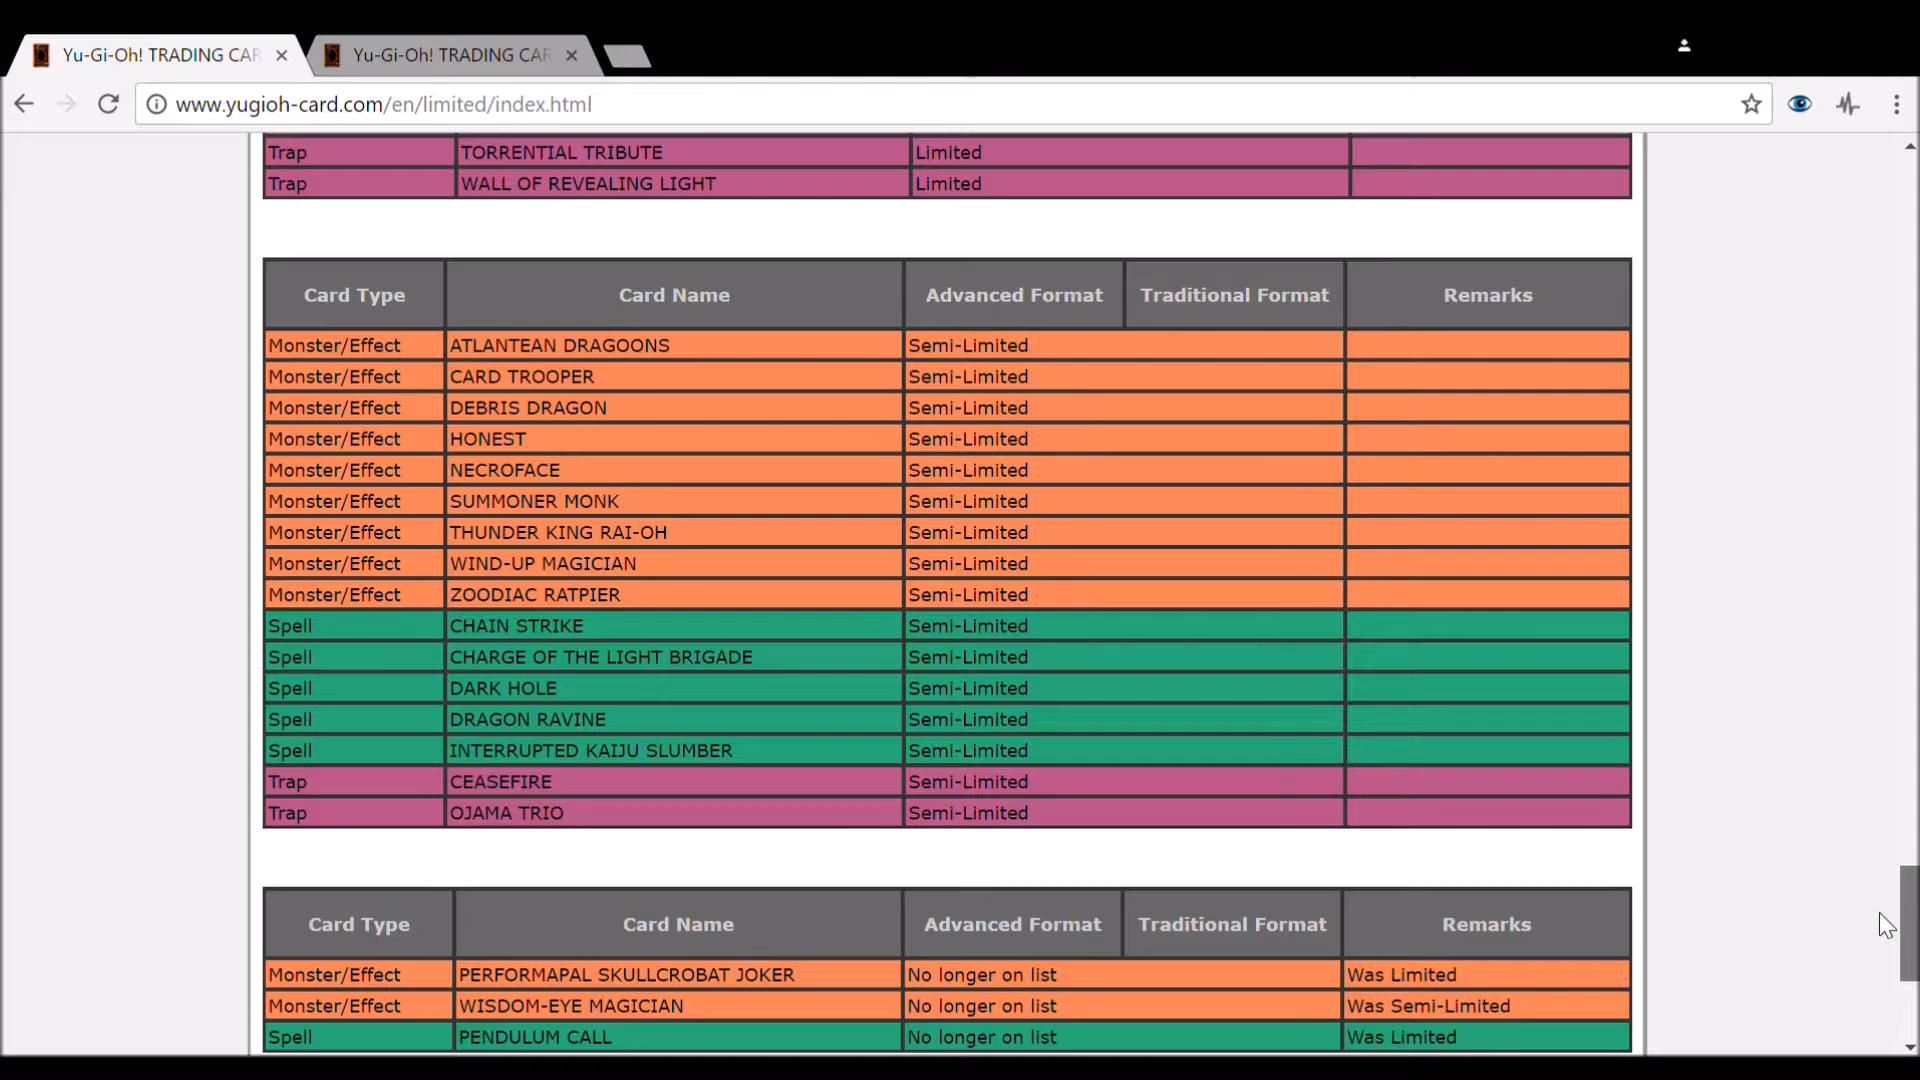 Yu-Gi-Oh! TRADING CAR Yu-Gi-Oh! TRADING CAR
www.yugioh-card.com/en/limited/index.html
Trap TORRENTIAL TRIBUTE Limited
Trap WALL OF REVEALING LIGHT Limited
Card Type Card Name Advanced Format Traditional Format Remarks
Monster/Effect ATLANTEAN DRAGOONS Semi-Limited
Monster/Effect CARD TROOPER Semi-Limited
Monster/Effect DEBRIS DRAGON Semi-Limited
Monster/Effect HONEST Semi-Limited
Monster/Effect NECROFACE Semi-Limited
Monster/Effect SUMMONER MONK Semi-Limited
Monster/Effect THUNDER KING RAI-OH Semi-Limited
Monster/Effect WIND-UP MAGICIAN Semi-Limited
Monster/Effect ZOODIAC RATPIER Semi-Limited
Spell CHAIN STRIKE Semi-Limited
Spell CHARGE OF THE LIGHT BRIGADE Semi-Limited
Spell DARK HOLE Semi-Limited
Spell DRAGON RAVINE Semi-Limited
Spell INTERRUPTED KAIJU SLUMBER Semi-Limited
Trap CEASEFIRE Semi-Limited
Trap OJAMA TRIO Semi-Limited
Card Type Card Name Advanced Format Traditional Format Remarks
Monster/Effect PERFORMAPAL SKULLCROBAT JOKER No longer on list Was Limited
Monster/Effect WISDOM-EYE MAGICIAN No longer on list Was Semi-Limited
Spell PENDULUM CALL No longer on list Was Limited